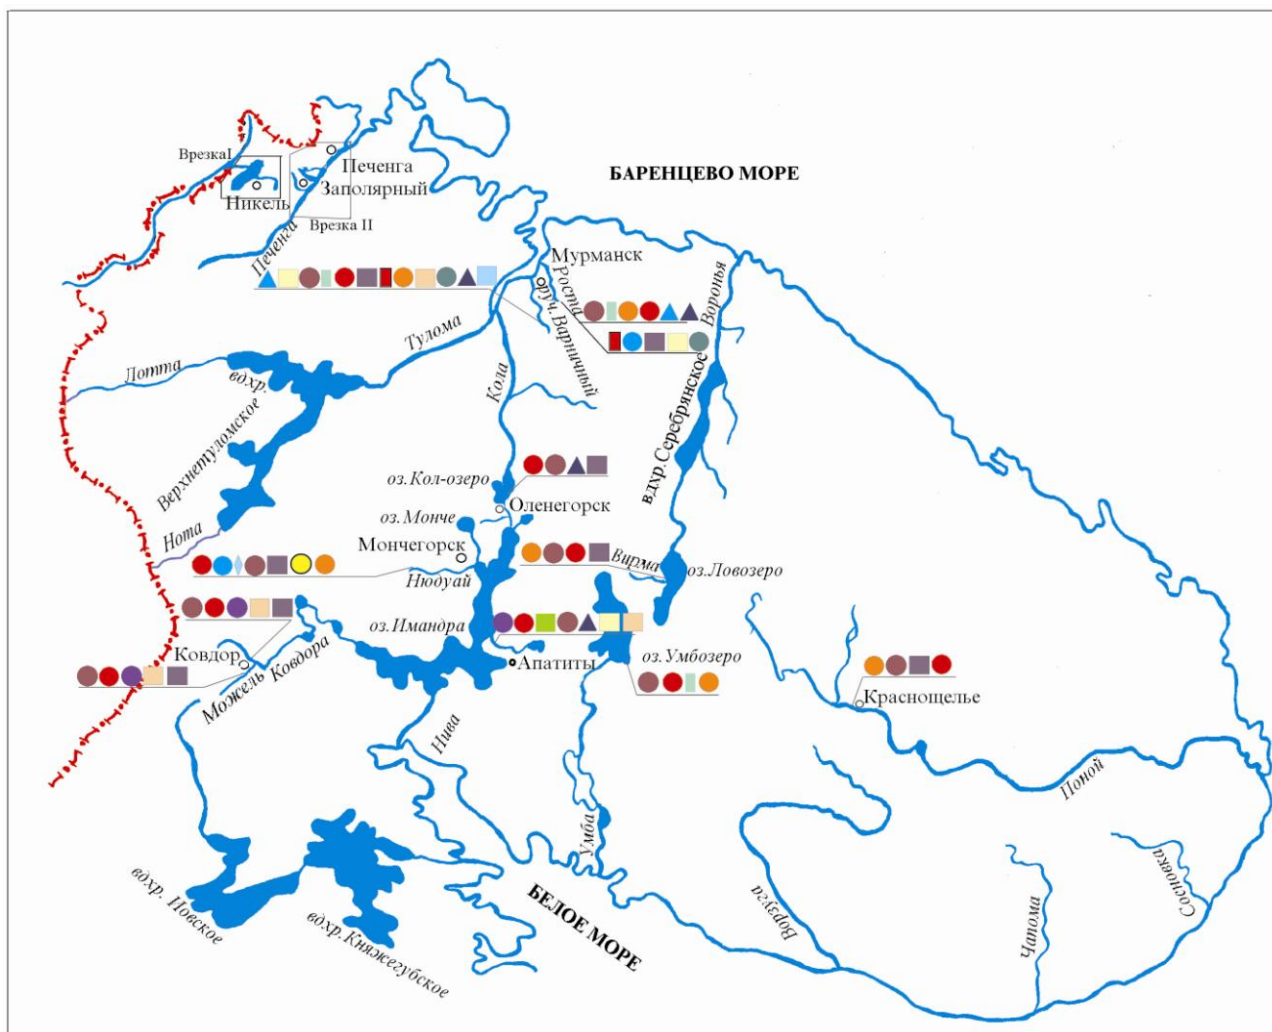 БАРЕНЦЕВО МОРЕ
ВрезкаI
Печенга
Заполярный
Никель
Врезка II
Печенга
Мурманск
Роста
руч.Варничный
Воронья
Тулома
Кола
Лотта
вдхр.
Верхнетуломское
вдхр.Серебрянское
оз.Кол-озеро
Оленегорск
оз.Монче
Мончегорск
Нота
Нюдуай
Вирма
оз.Ловозеро
оз.Имандра
Апатиты
оз.Умбозеро
Ковдор
Можель
Ковдора
Краснощелье
Нива
Поной
Умба
Сосновка
Варзуга
Чапома
БЕЛОЕ МОРЕ
вдхр. Иовское
вдхр.Княжегубское